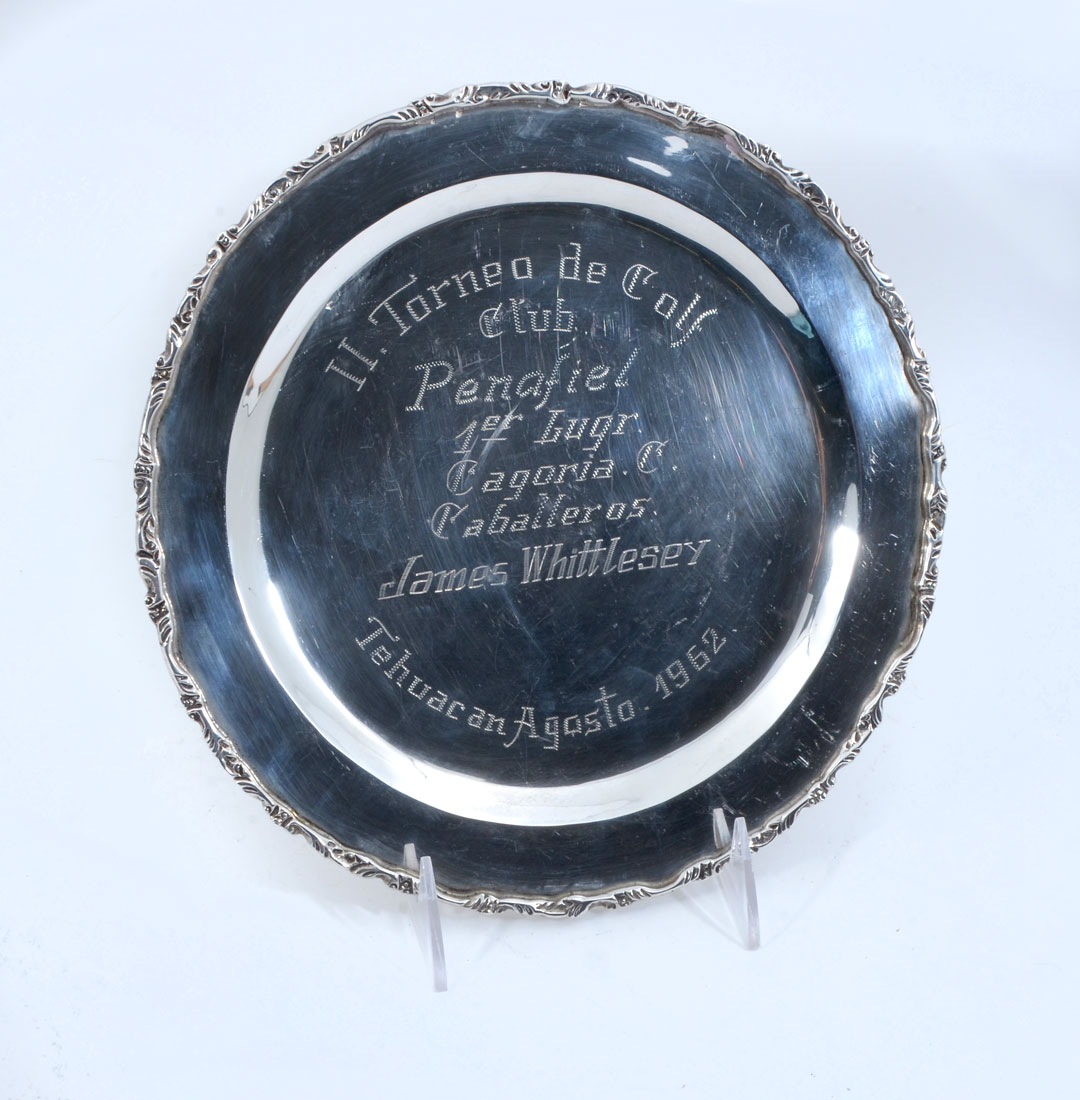 II. Torneo de Golf
Club.
Penafiel
1er Lugr.
Cagoria. C.
Caballeros.
James Whittlesey
Tehuacan Agosto. 1962.